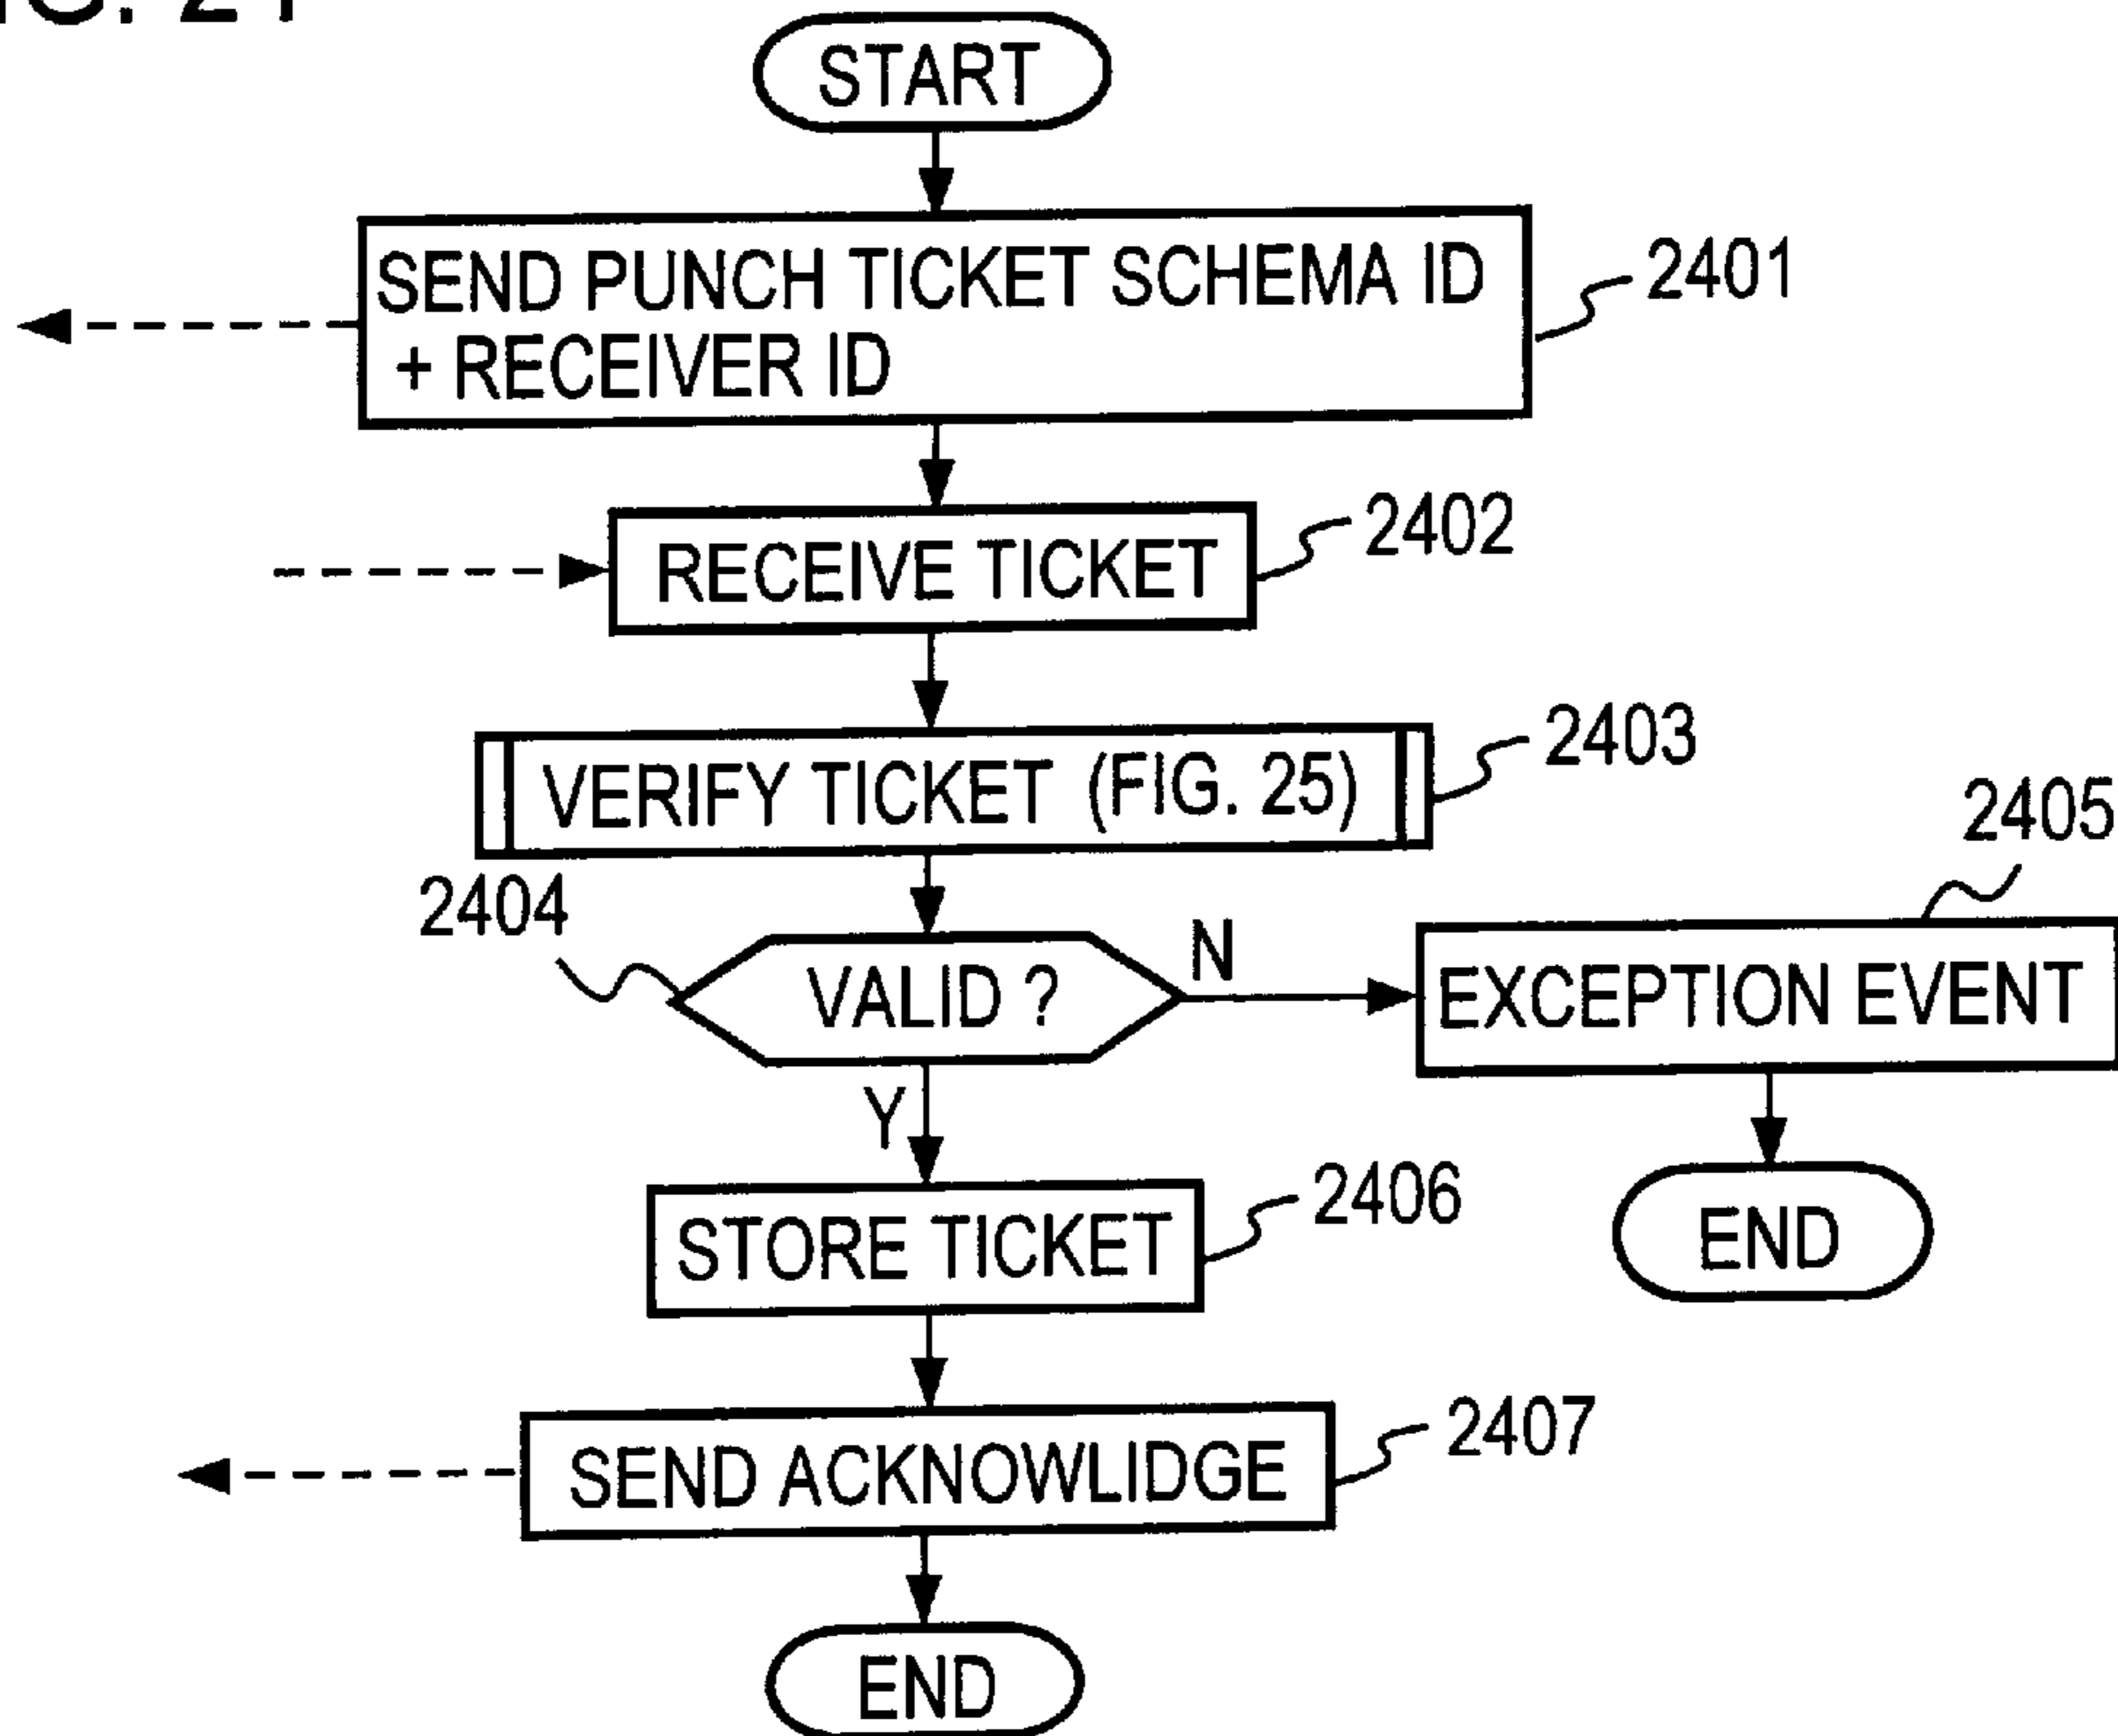 START
SEND PUNCH TICKET SCHEMA ID
+ RECEIVER ID
2401
RECEIVE TICKET
2402
VERIFY TICKET (FIG. 25)
2403
2404
VALID ?
N
2405
EXCEPTION EVENT
END
Y
STORE TICKET
2406
SEND ACKNOWLIDGE
2407
END